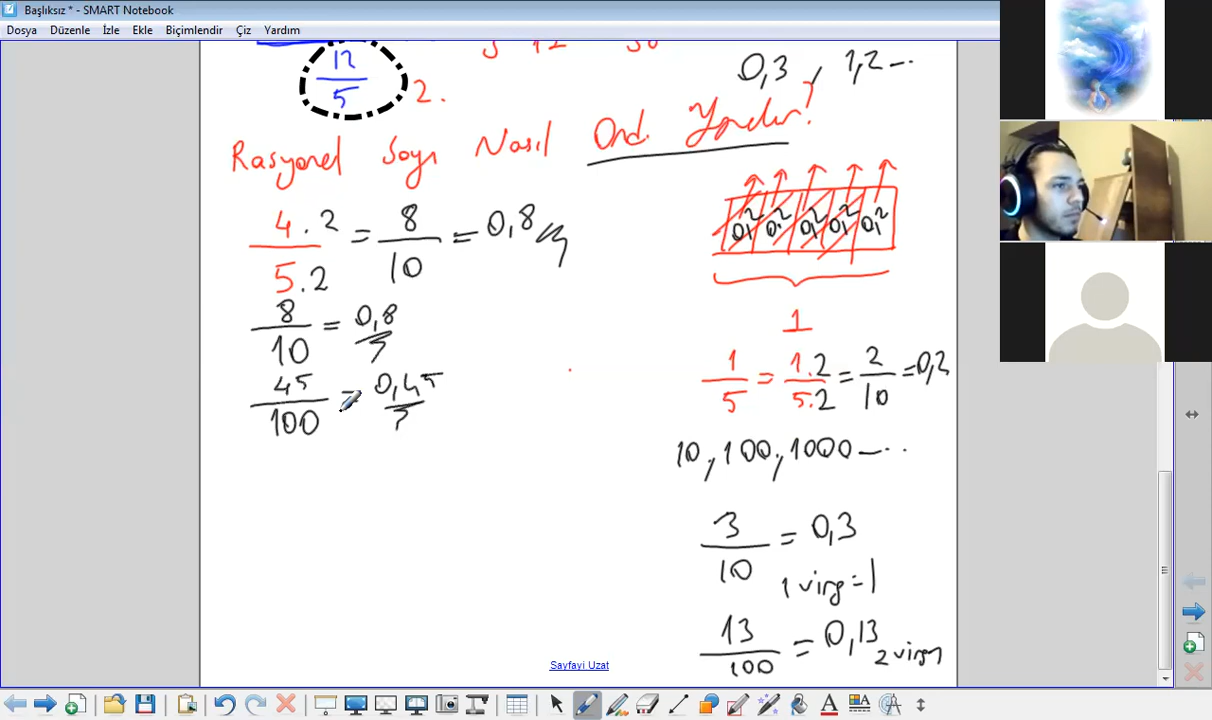 Başlıksız * - SMART Notebook
Dosya Düzenle İzle Ekle Biçimlendir Çiz Yardım
12/5 2.
0,3 , 1,2 ...
Rasyonel Sayı Nasıl Ond. Yazılır?
4.2/5.2 = 8/10 = 0,8
0,2 0,2 0,2 0,2 0,2
1
8/10 = 0,8
1/5 = 1.2/5.2 = 2/10 = 0,2
45/100 = 0,45
10, 100, 1000 ...
3/10 = 0,3
1 virg = 1
13/100 = 0,13
2 virg
Sayfayi Uzat